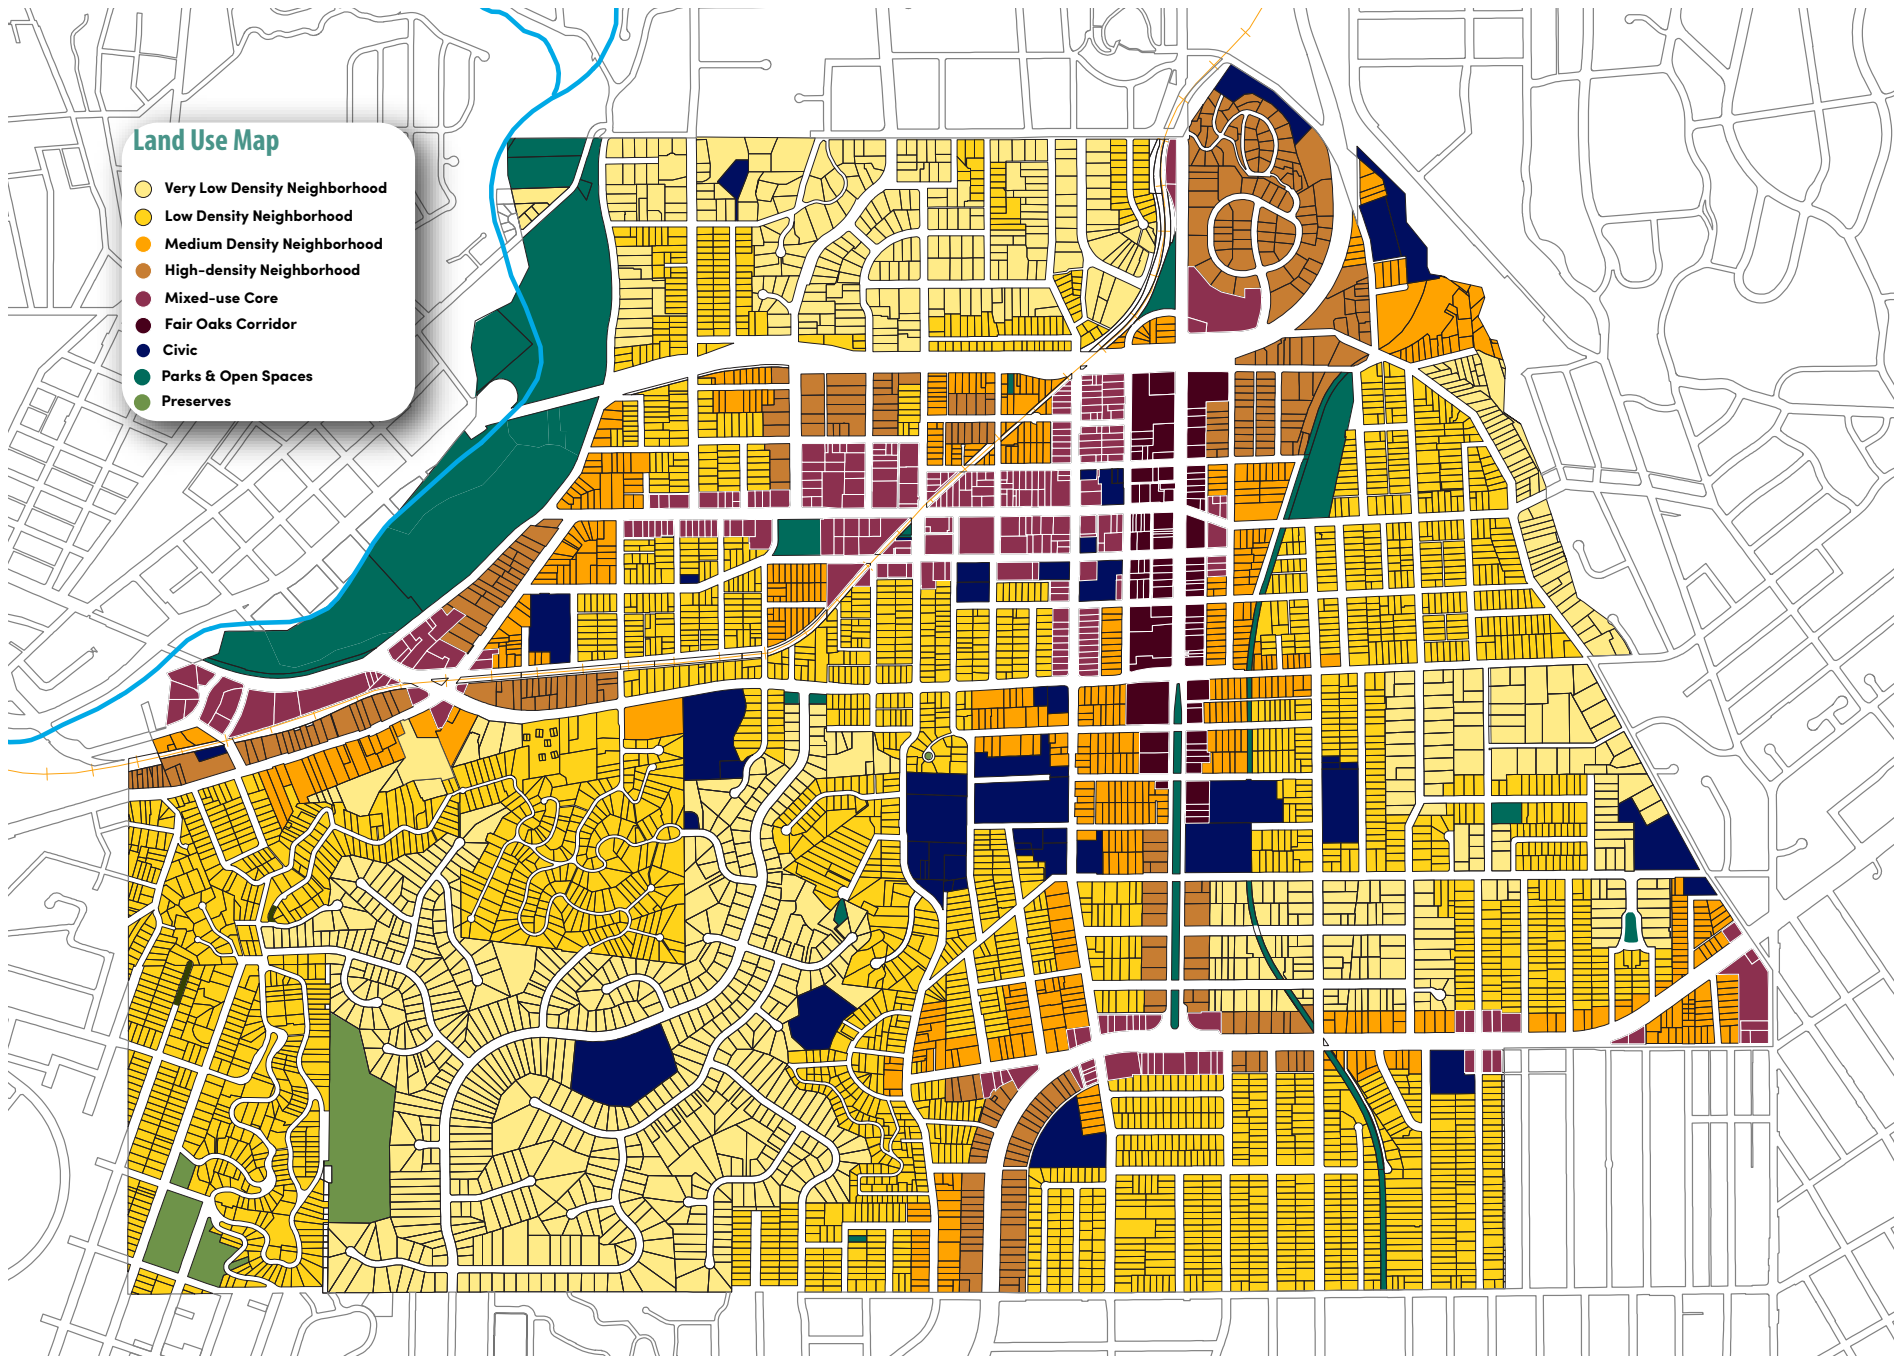 Land Use Map
Very Low Density Neighborhood
Low Density Neighborhood
Medium Density Neighborhood
High-density Neighborhood
Mixed-use Core
Fair Oaks Corridor
Civic
Parks & Open Spaces
Preserves